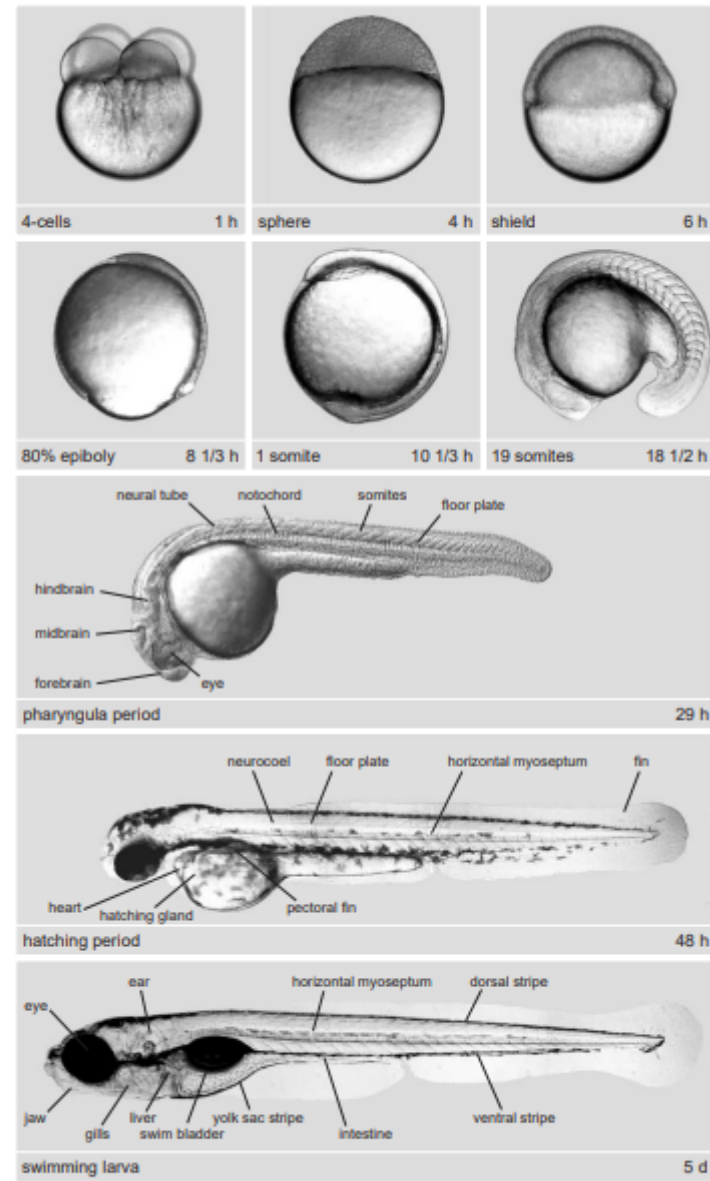 4-cells 1 h
sphere 4 h
shield 6 h
80% epiboly 8 1/3 h
1 somite 10 1/3 h
19 somites 18 1/2 h
neural tube notochord somites
floor plate
hindbrain
midbrain
forebrain eye
pharyngula period 29 h
neurocoel floor plate horizontal myoseptum fin
heart hatching gland pectoral fin
hatching period 48 h
ear horizontal myoseptum dorsal stripe
eye
jaw liver yolk sac stripe ventral stripe
gills swim bladder intestine
swimming larva 5 d